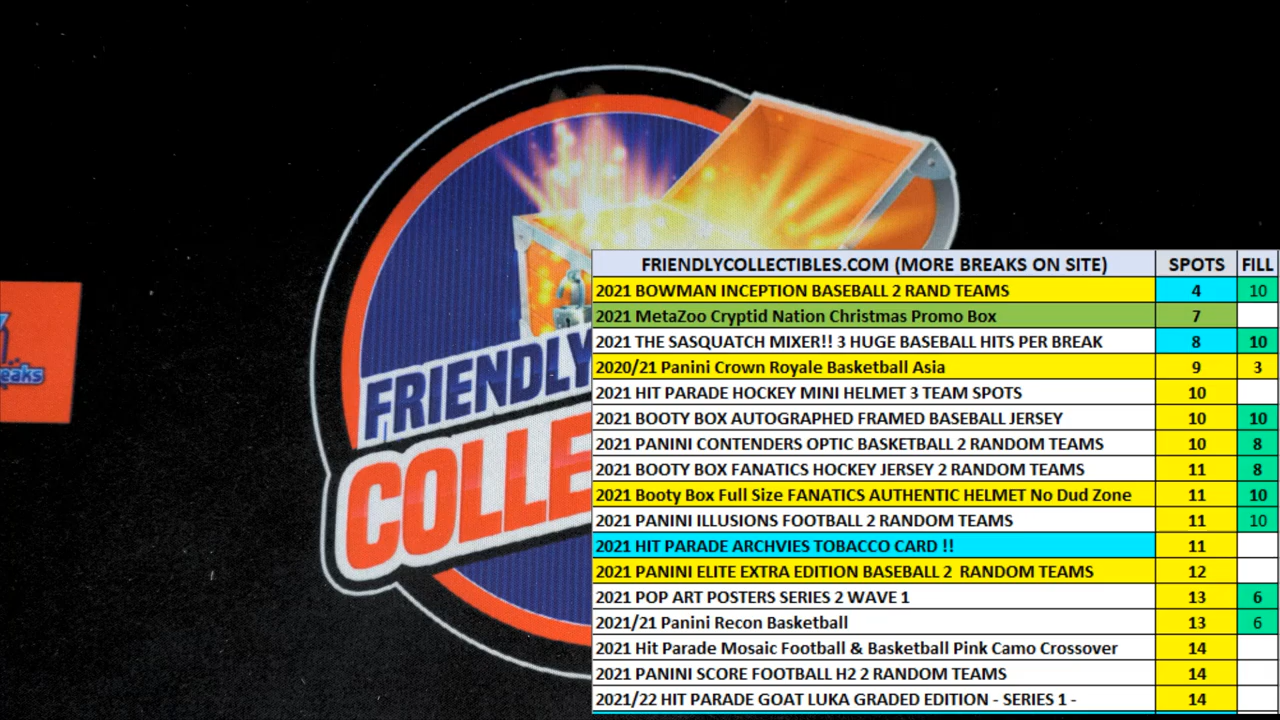 eaks
FRIENDLY
COLLE
FRIENDLYCOLLECTIBLES.COM (MORE BREAKS ON SITE) SPOTS FILL
2021 BOWMAN INCEPTION BASEBALL 2 RAND TEAMS 4 10
2021 MetaZoo Cryptid Nation Christmas Promo Box 7
2021 THE SASQUATCH MIXER!! 3 HUGE BASEBALL HITS PER BREAK 8 10
2020/21 Panini Crown Royale Basketball Asia 9 3
2021 HIT PARADE HOCKEY MINI HELMET 3 TEAM SPOTS 10
2021 BOOTY BOX AUTOGRAPHED FRAMED BASEBALL JERSEY 10 10
2021 PANINI CONTENDERS OPTIC BASKETBALL 2 RANDOM TEAMS 10 8
2021 BOOTY BOX FANATICS HOCKEY JERSEY 2 RANDOM TEAMS 11 8
2021 Booty Box Full Size FANATICS AUTHENTIC HELMET No Dud Zone 11 10
2021 PANINI ILLUSIONS FOOTBALL 2 RANDOM TEAMS 11 10
2021 HIT PARADE ARCHVIES TOBACCO CARD !! 11
2021 PANINI ELITE EXTRA EDITION BASEBALL 2 RANDOM TEAMS 12
2021 POP ART POSTERS SERIES 2 WAVE 1 13 6
2021/21 Panini Recon Basketball 13 6
2021 Hit Parade Mosaic Football & Basketball Pink Camo Crossover 14
2021 PANINI SCORE FOOTBALL H2 2 RANDOM TEAMS 14
2021/22 HIT PARADE GOAT LUKA GRADED EDITION - SERIES 1 - 14